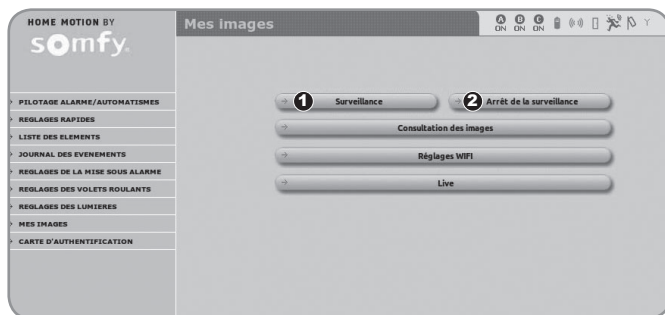 HOME MOTION BY
somfy.
Mes images
A B C
ON ON ON
PILOTAGE ALARME/AUTOMATISMES
REGLAGES RAPIDES
LISTE DES ELEMENTS
JOURNAL DES EVENEMENTS
REGLAGES DE LA MISE SOUS ALARME
REGLAGES DES VOLETS ROULANTS
REGLAGES DES LUMIERES
MES IMAGES
CARTE D'AUTHENTIFICATION
1 Surveillance
2 Arrêt de la surveillance
Consultation des images
Réglages WIFI
Live